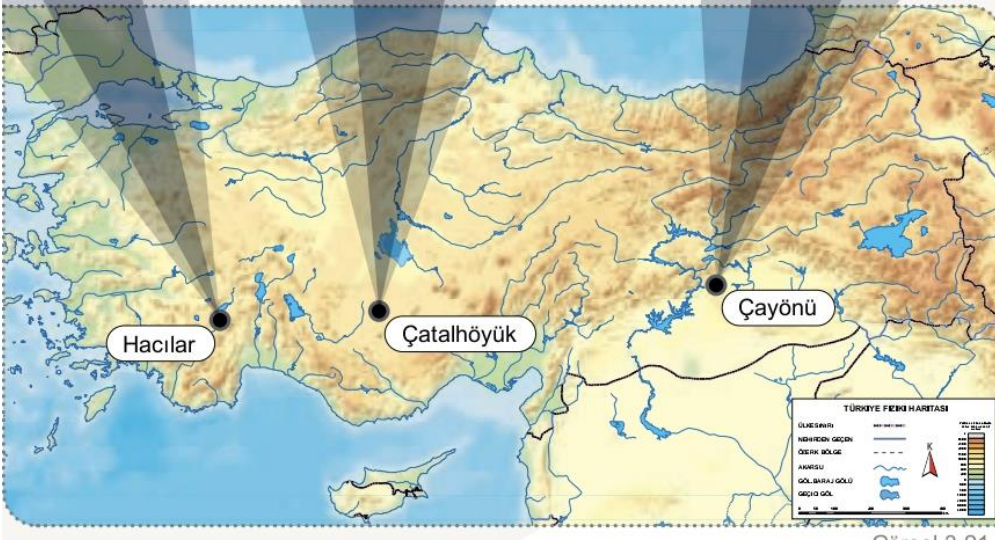 Hacılar
Çatalhöyük
Çayönü
TÜRKİYE FİZİKİ HARİTASI
ÜLKE SINIRI
NEHİRDEN GEÇEN
ÖZERK BÖLGE
AKARSU
GÖL, BARAJ GÖLÜ
GEÇİCİ GÖL
K